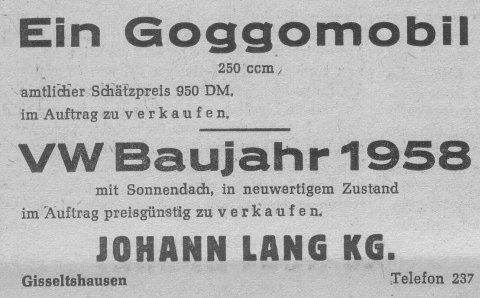 Ein Goggomobil
250 ccm
amtlicher Schätzpreis 950 DM.
im Auftrag zu verkaufen.
VW Baujahr 1958
mit Sonnendach, in neuwertigem Zustand
im Auftrag preisgünstig zu verkaufen.
JOHANN LANG KG.
Gisseltshausen Telefon 237